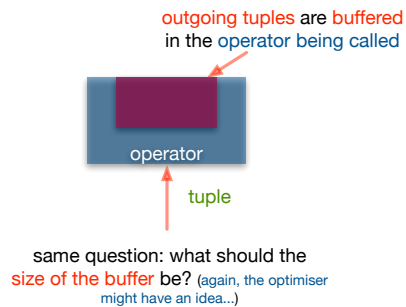 outgoing tuples are buffered
in the operator being called
operator
tuple
same question: what should the
size of the buffer be? (again, the optimiser
might have an idea...)